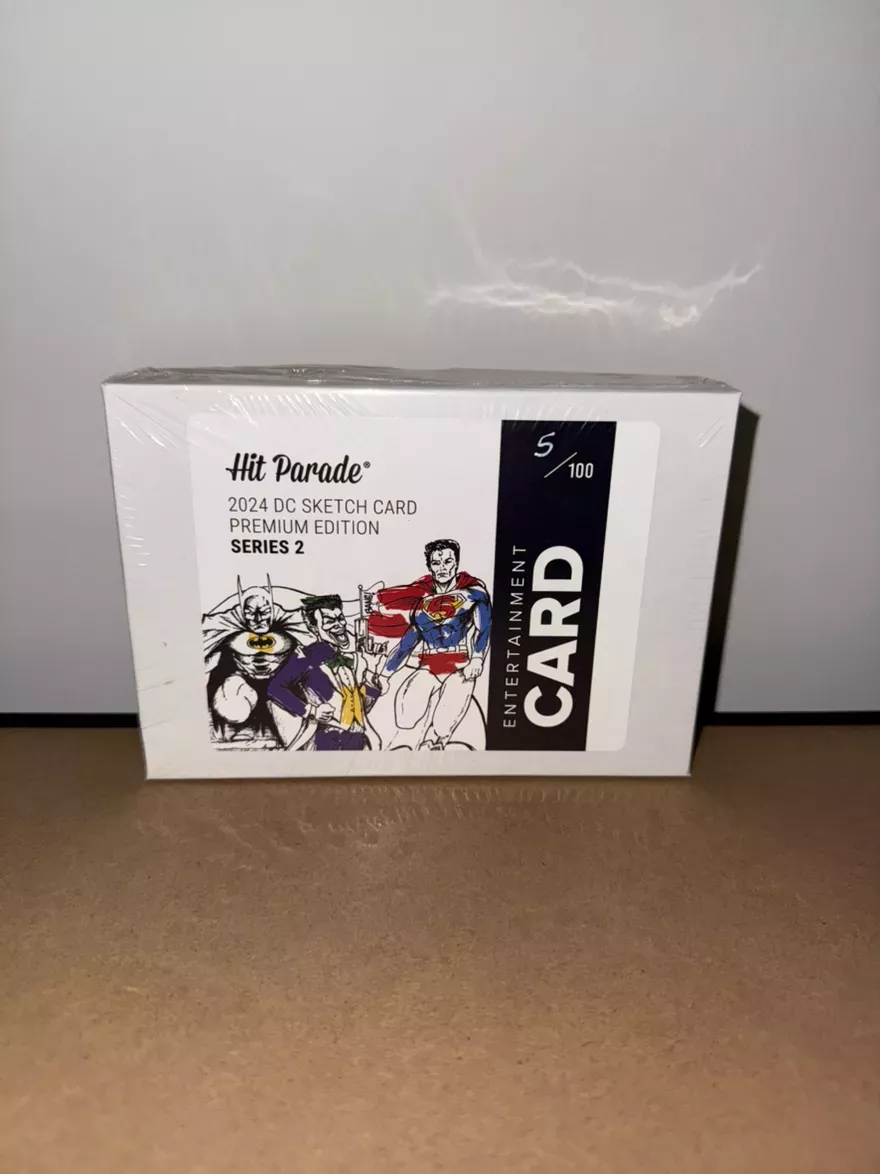 Hit Parade®
2024 DC SKETCH CARD
PREMIUM EDITION
SERIES 2
5/100
ENTERTAINMENT
CARD